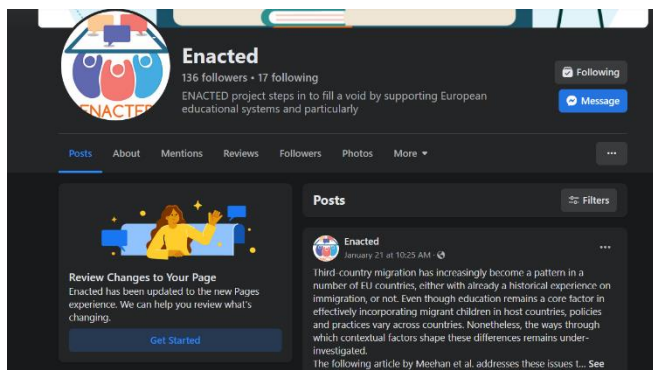 Enacted
136 followers • 17 following
ENACTED project steps in to fill a void by supporting European
educational systems and particularly
Following
Message
ENACTED
Posts
About
Mentions
Reviews
Followers
Photos
More
Review Changes to Your Page
Enacted has been updated to the new Pages
experience. We can help you review what's
changing.
Get Started
Posts
Filters
Enacted
January 21 at 10:25 AM ·
Third-country migration has increasingly become a pattern in a
number of EU countries, either with already a historical experience on
immigration, or not. Even though education remains a core factor in
effectively incorporating migrant children in host countries, policies
and practices vary across countries. Nonetheless, the ways through
which contextual factors shape these differences remains under-
investigated.
The following article by Meehan et al. addresses these issues t... See